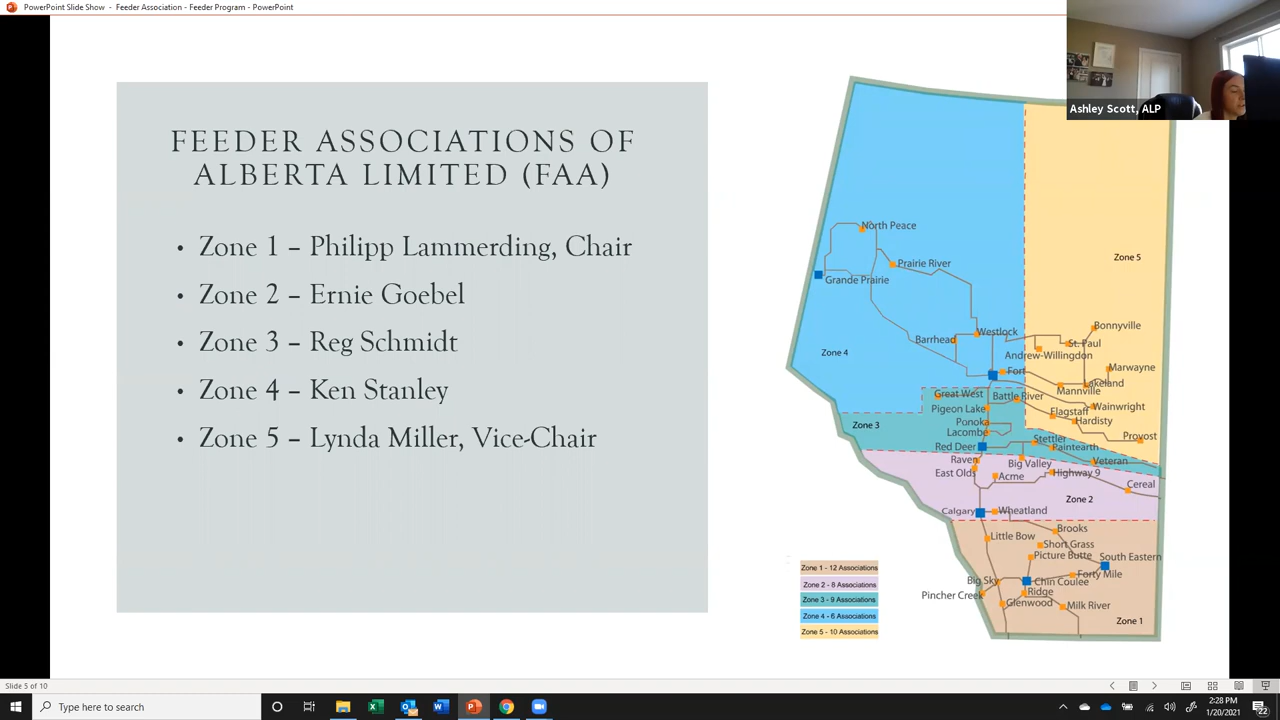 PowerPoint Slide Show - Feeder Association - Feeder Program - PowerPoint
Ashley Scott, ALP
FEEDER ASSOCIATIONS OF
ALBERTA LIMITED (FAA)
• Zone 1 – Philipp Lammerding, Chair
• Zone 2 – Ernie Goebel
• Zone 3 – Reg Schmidt
• Zone 4 – Ken Stanley
• Zone 5 – Lynda Miller, Vice-Chair
North Peace
Zone 5
Prairie River
Grande Prairie
Bonnyville
Westlock
Barrhead
St. Paul
Zone 4
Andrew-Willingdon
Marwayne
Fort
Lakeland
Mannville
Great West
Battle River
Wainwright
Pigeon Lake
Flagstaff
Ponoka
Hardisty
Zone 3
Lacombe
Provost
Stettler
Red Deer
Paintearth
Raven
Veteran
Big Valley
East Olds
Highway 9
Acme
Cereal
Zone 2
Calgary
Wheatland
Brooks
Little Bow
Short Grass
Picture Butte
South Eastern
Forty Mile
Big Sky
Chin Coulee
Ridge
Pincher Creek
Glenwood
Milk River
Zone 1
Zone 1 - 12 Associations
Zone 2 - 8 Associations
Zone 3 - 9 Associations
Zone 4 - 6 Associations
Zone 5 - 10 Associations
Slide 5 of 10
Type here to search
2:28 PM
1/20/2021
22